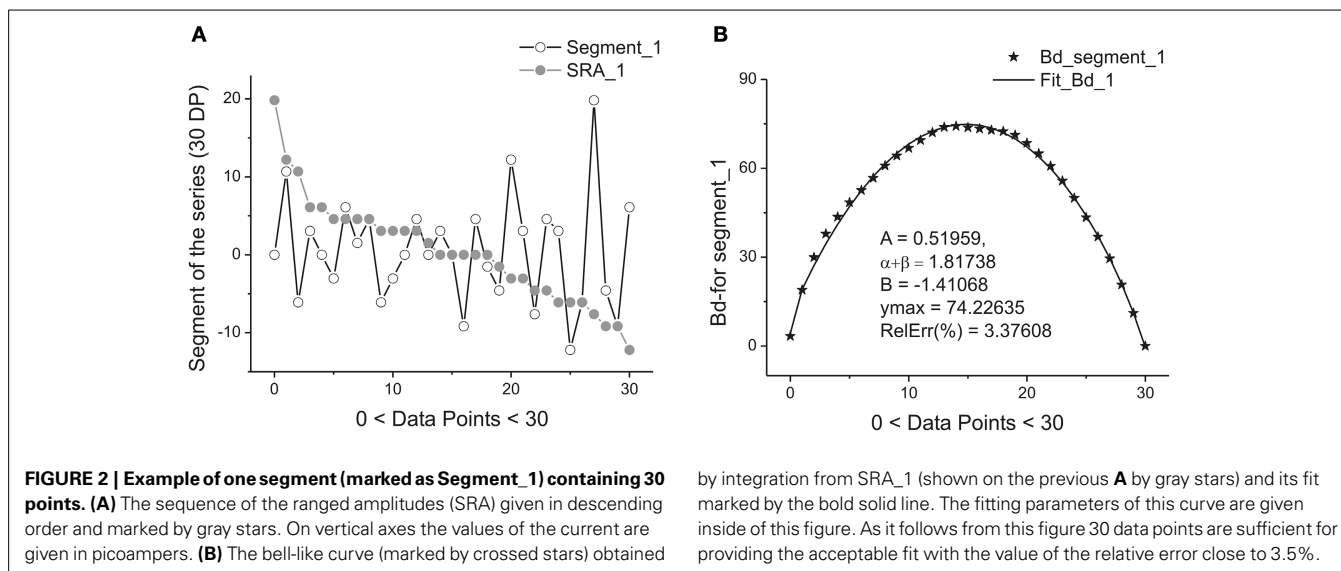 A
Segment_1
SRA_1
Segment of the series (30 DP)
20
10
0
-10
0
10
20
30
0 < Data Points < 30
B
Bd_segment_1
Fit_Bd_1
Bd-for segment_1
90
60
30
0
A = 0.51959,
α+β = 1.81738
B = -1.41068
ymax = 74.22635
RelErr(%) = 3.37608
0
10
20
30
0 < Data Points < 30
FIGURE 2 | Example of one segment (marked as Segment_1) containing 30
points. (A) The sequence of the ranged amplitudes (SRA) given in descending
order and marked by gray stars. On vertical axes the values of the current are
given in picoampers. (B) The bell-like curve (marked by crossed stars) obtained
by integration from SRA_1 (shown on the previous A by gray stars) and its fit
marked by the bold solid line. The fitting parameters of this curve are given
inside of this figure. As it follows from this figure 30 data points are sufficient for
providing the acceptable fit with the value of the relative error close to 3.5%.